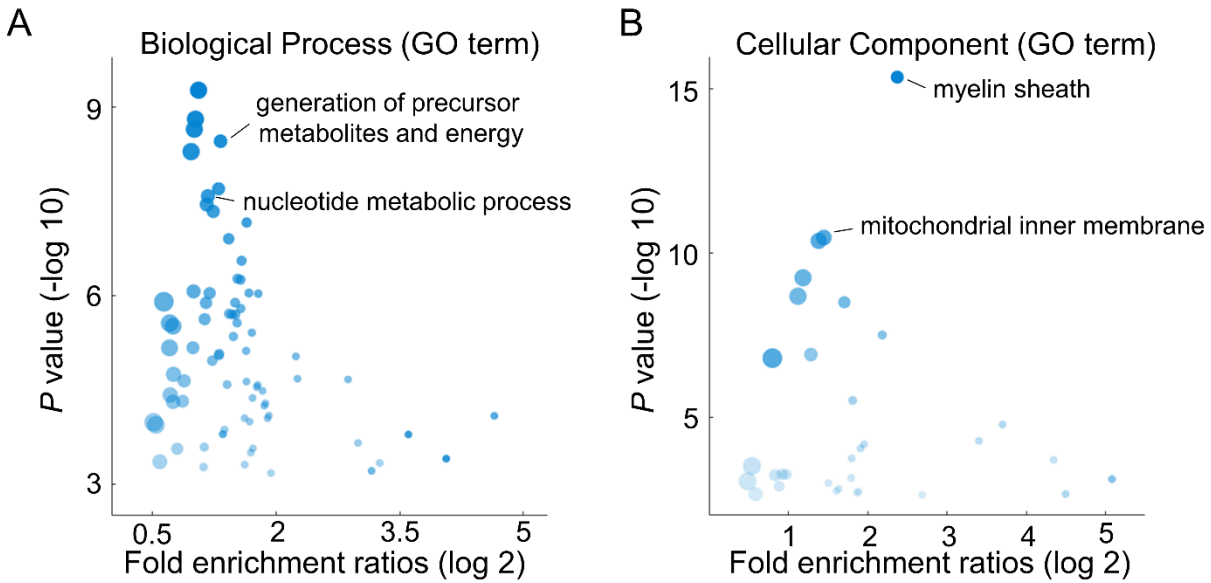 A
Biological Process (GO term)
9
6
3
P value (-log 10)
generation of precursor
metabolites and energy
nucleotide metabolic process
0.5 2 3.5 5
Fold enrichment ratios (log 2)
B
Cellular Component (GO term)
15
10
5
P value (-log 10)
myelin sheath
mitochondrial inner membrane
1 2 3 4 5
Fold enrichment ratios (log 2)